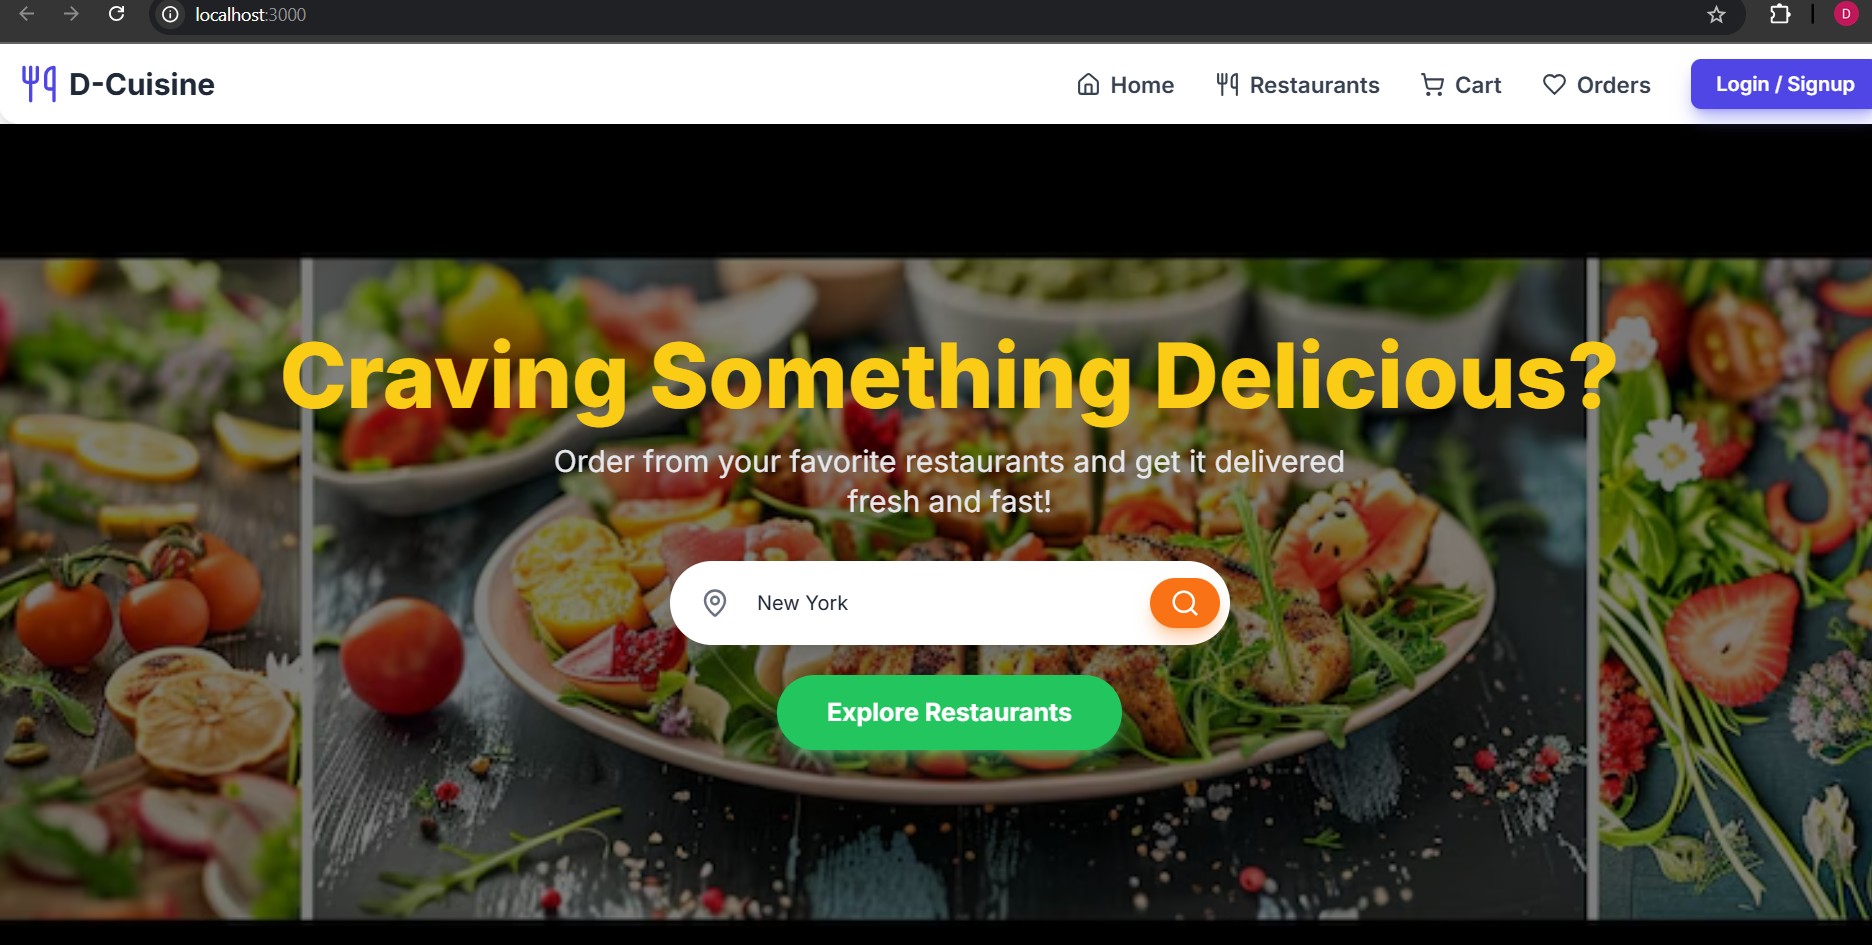 localhost:3000
D
D-Cuisine
Home
Restaurants
Cart
Orders
Login / Signup
Craving Something Delicious?
Order from your favorite restaurants and get it delivered
fresh and fast!
New York
Explore Restaurants